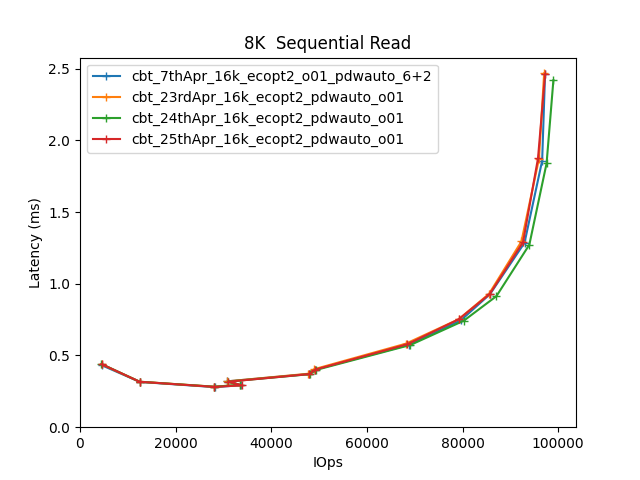 8K  Sequential Read
cbt_7thApr_16k_ecopt2_o01_pdwauto_6+2
cbt_23rdApr_16k_ecopt2_pdwauto_o01
cbt_24thApr_16k_ecopt2_pdwauto_o01
cbt_25thApr_16k_ecopt2_pdwauto_o01
Latency (ms)
2.5
2.0
1.5
1.0
0.5
0.0
0 20000 40000 60000 80000 100000
IOps